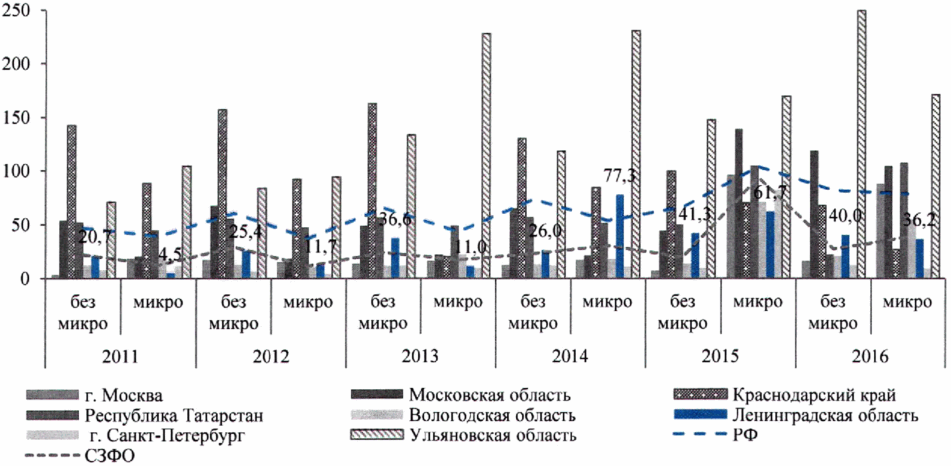 250
200
150
100
50
0
20,7 4,5 25,4 11,7 36,6 11,0 26,0 77,3 41,3 61,7 40,0 36,2
без микро без микро без микро без микро без микро без микро
микро микро микро микро микро микро
2011 2012 2013 2014 2015 2016
г. Москва Московская область Краснодарский край
Республика Татарстан Вологодская область Ленинградская область
г. Санкт-Петербург Ульяновская область РФ
СЗФО